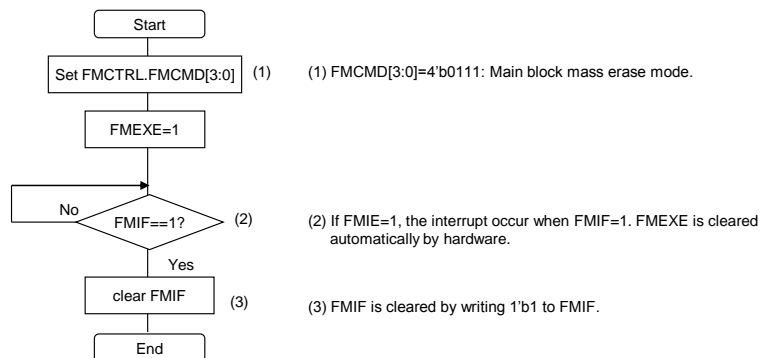 Start
Set FMCTRL.FMCMD[3:0] (1) (1) FMCMD[3:0]=4'b0111: Main block mass erase mode.
FMEXE=1
No
FMIF==1? (2) (2) If FMIE=1, the interrupt occur when FMIF=1. FMEXE is cleared
automatically by hardware.
Yes
clear FMIF (3) (3) FMIF is cleared by writing 1'b1 to FMIF.
End